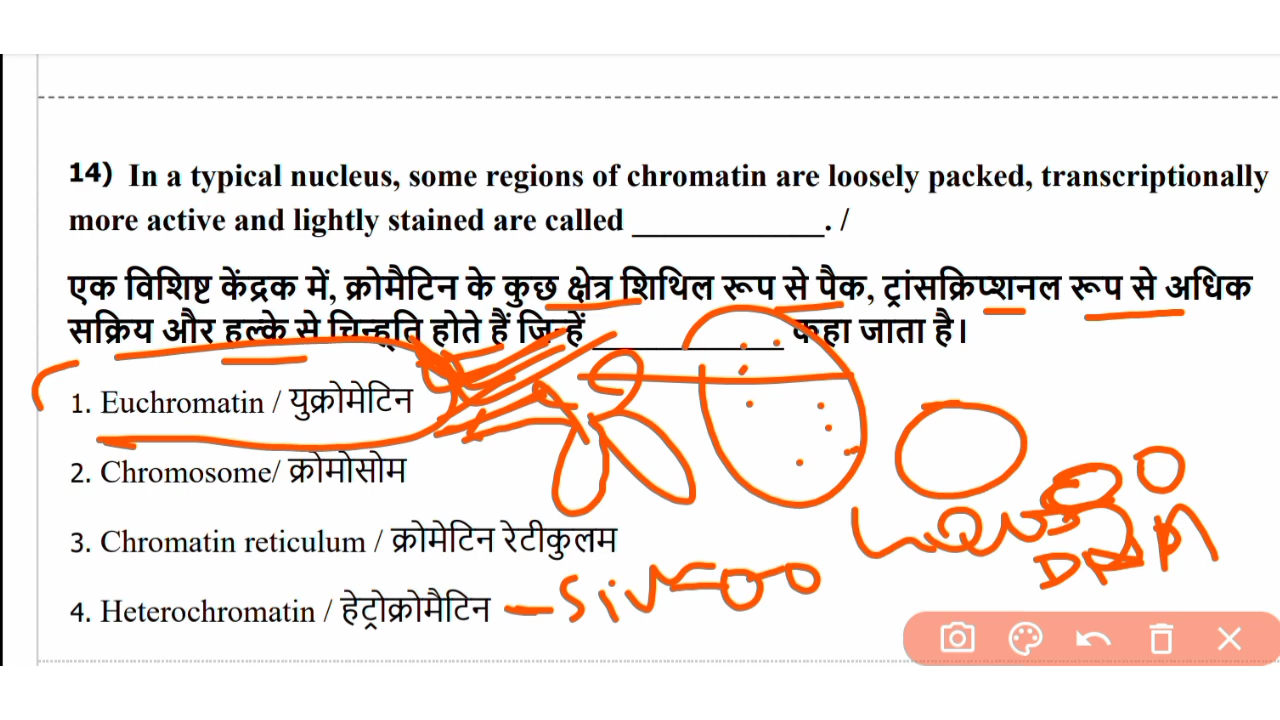 14) In a typical nucleus, some regions of chromatin are loosely packed, transcriptionally
more active and lightly stained are called ____________. /
एक विशिष्ट केंद्रक में, क्रोमैटिन के कुछ क्षेत्र शिथिल रूप से पैक, ट्रांसक्रिप्शनल रूप से अधिक
सक्रिय और हल्के से चिन्हति होते हैं जिन्हें ____________ कहा जाता है।
1. Euchromatin / युक्रोमेटिन
2. Chromosome/ क्रोमोसोम
3. Chromatin reticulum / क्रोमेटिन रेटीकुलम
4. Heterochromatin / हेट्रोक्रोमैटिन